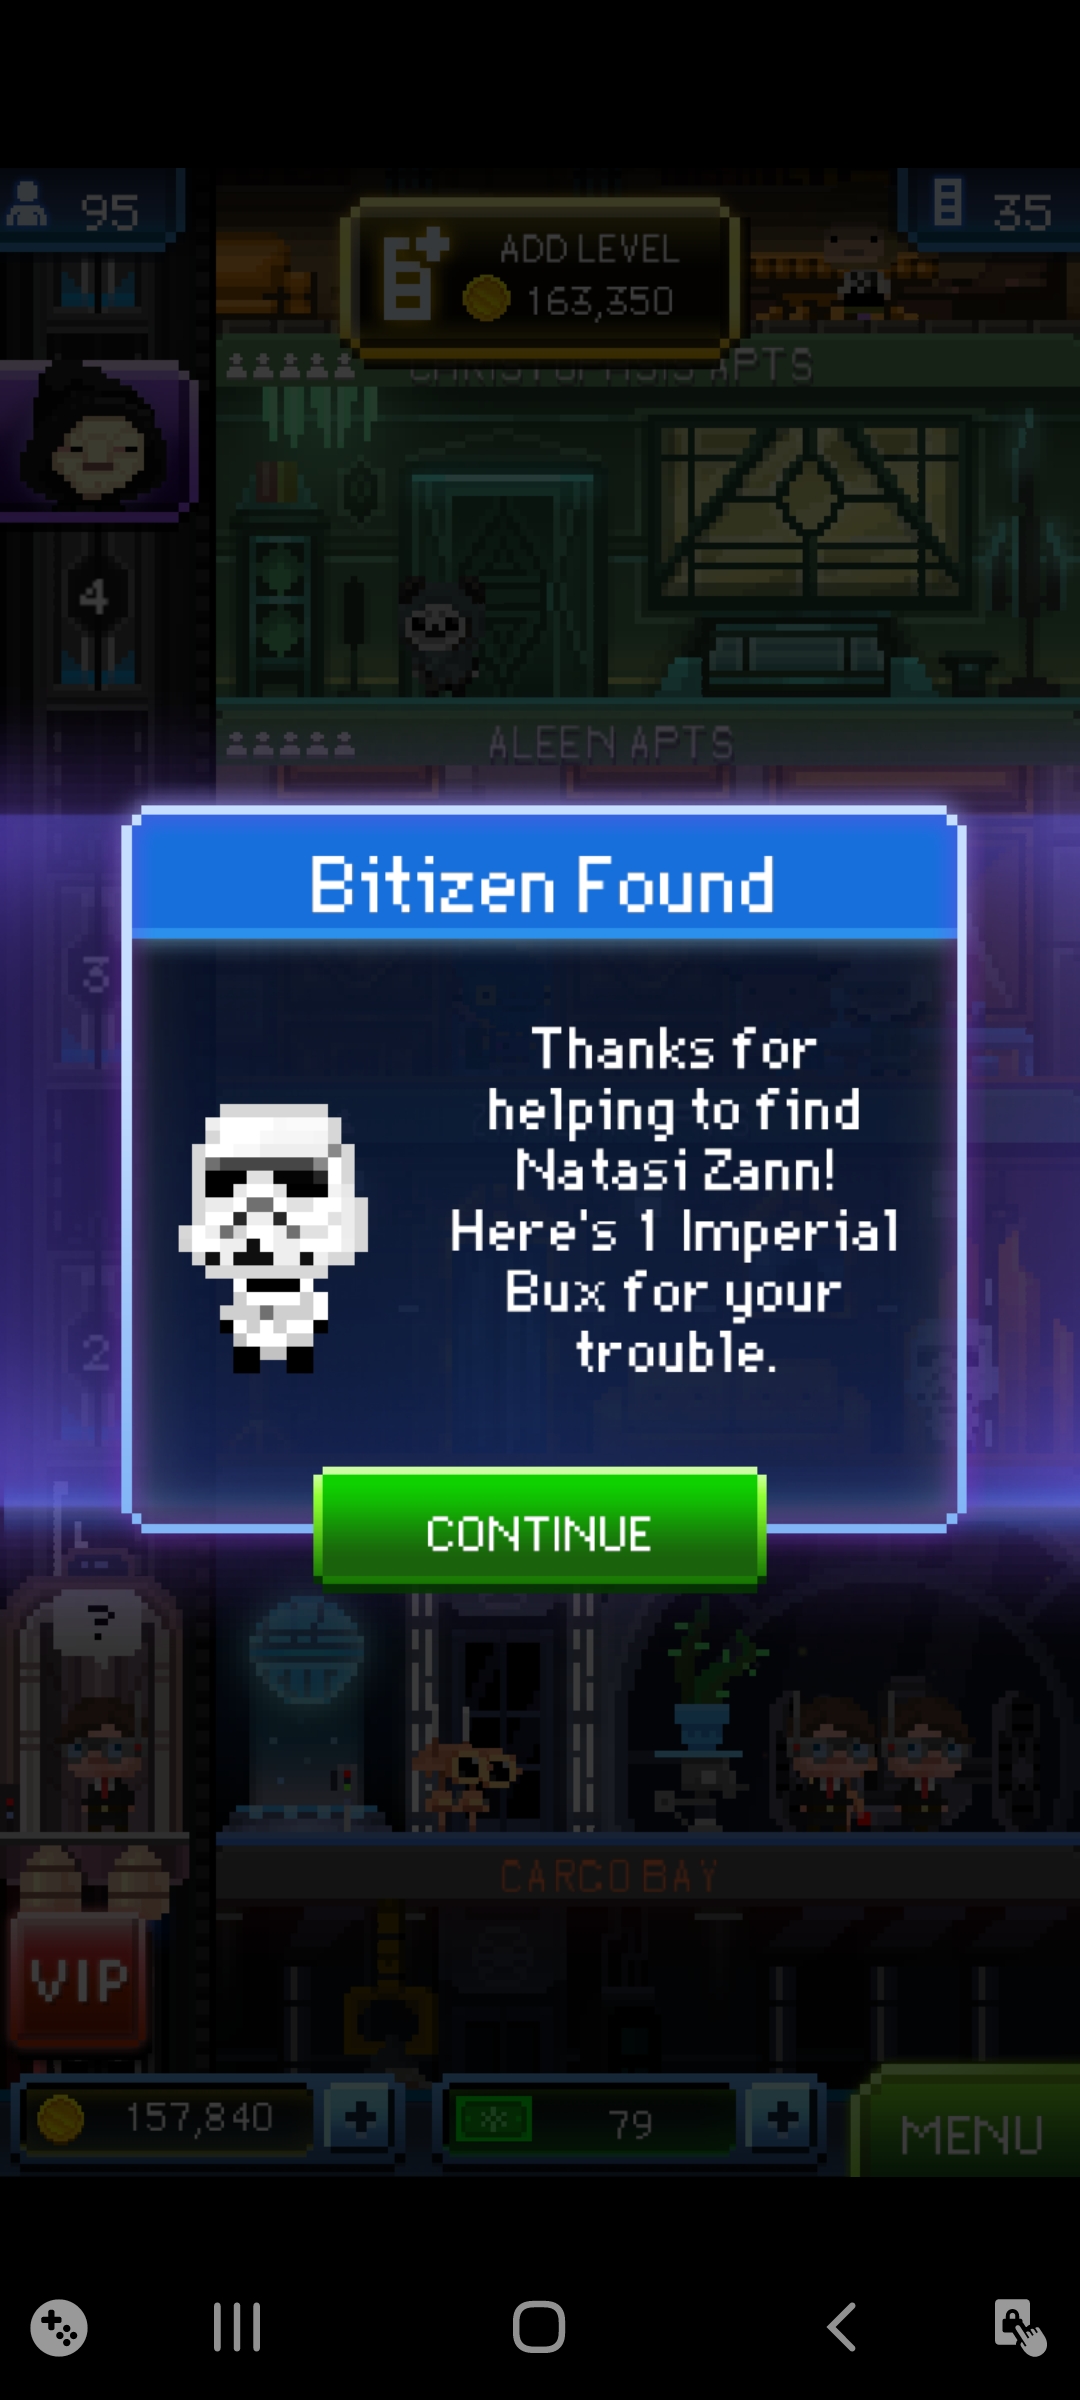 95
35
ADD LEVEL
163,350
APTS
4
ALEEN APTS
Bitizen Found
3
Thanks for
helping to find
Natasi Zann!
Here's 1 Imperial
Bux for your
trouble.
2
CONTINUE
L
?
CARGO BAY
VIP
157,840
+
79
+
MENU